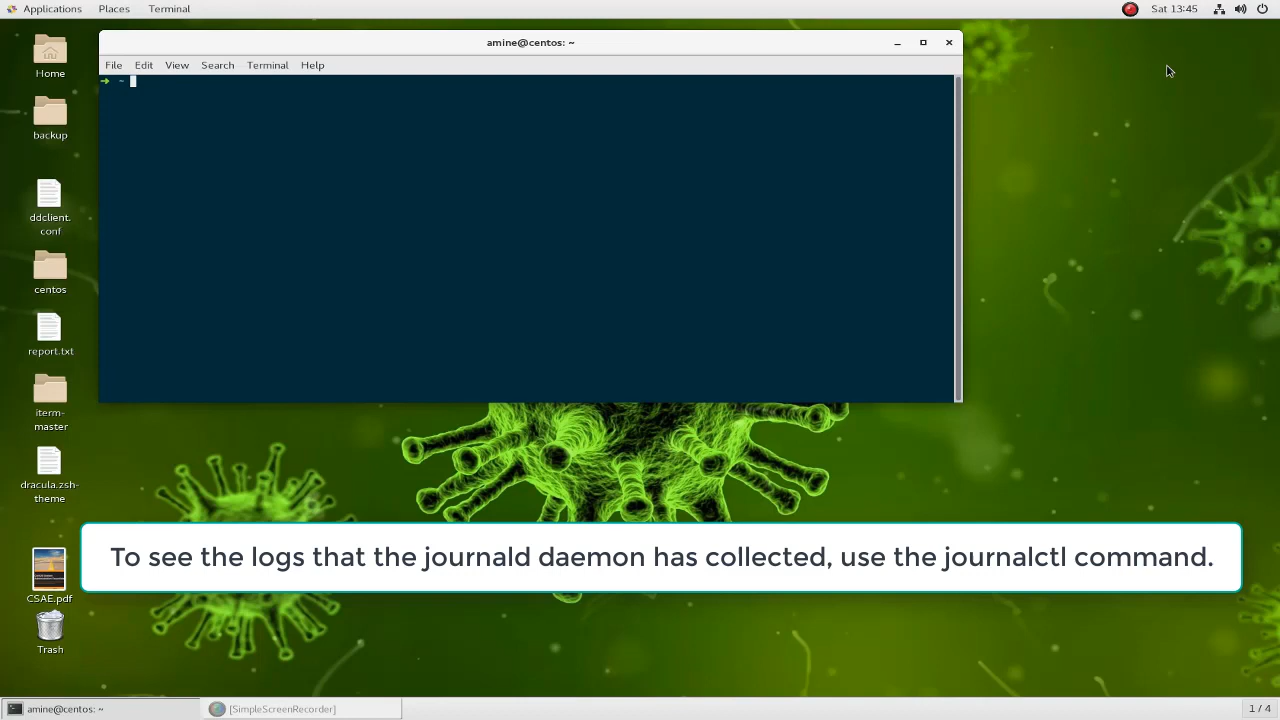 Applications Places Terminal
Sat 13:45
amine@centos: ~
File Edit View Search Terminal Help
➜ ~
Home
backup
ddclient.
conf
centos
report.txt
iterm-
master
dracula.zsh-
theme
CSAE.pdf
Trash
To see the logs that the journald daemon has collected, use the journalctl command.
amine@centos: ~
[SimpleScreenRecorder]
1 / 4